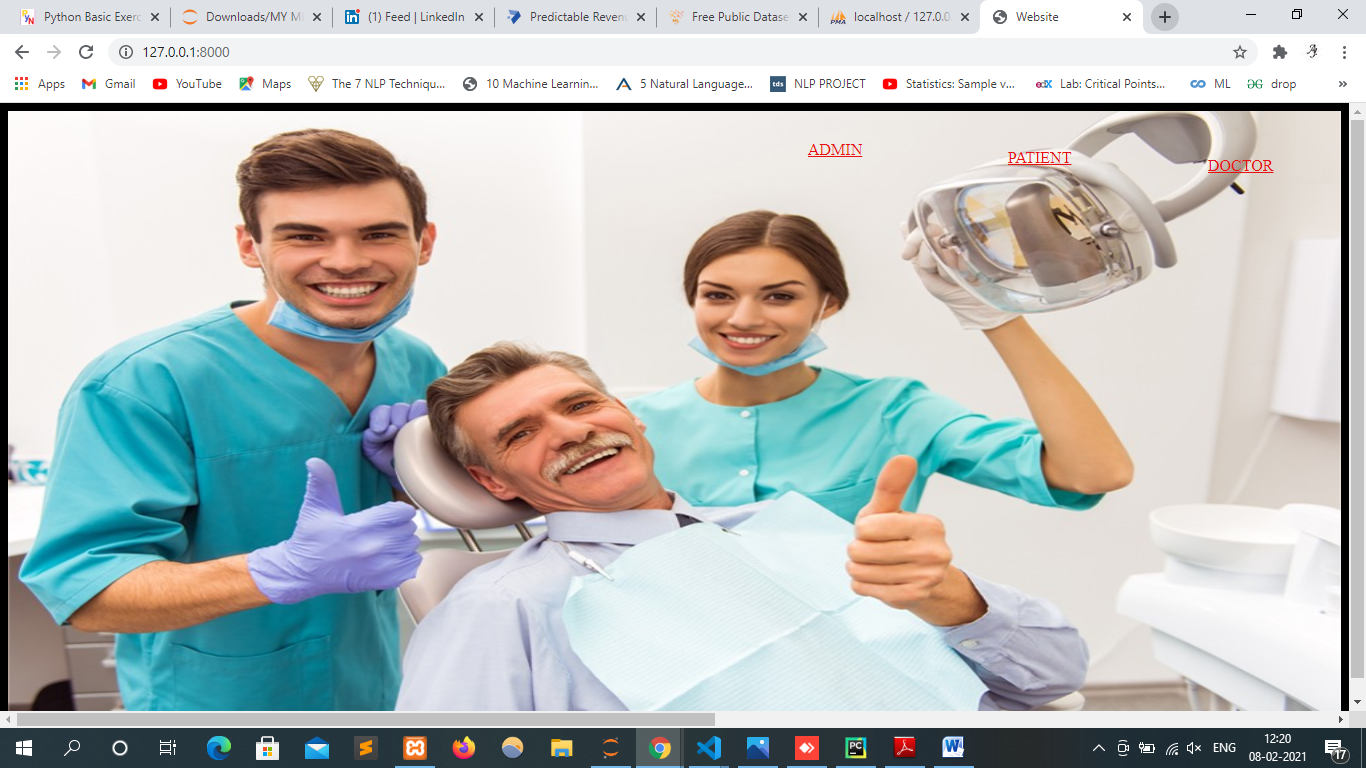 Python Basic Exerc
Downloads/MY M
(1) Feed | LinkedIn
Predictable Reven
Free Public Datase
localhost / 127.0.0
Website
127.0.0.1:8000
Apps
Gmail
YouTube
Maps
The 7 NLP Techniqu...
10 Machine Learnin...
5 Natural Language...
tds
NLP PROJECT
Statistics: Sample v...
edX
Lab: Critical Points...
ML
drop
»
ADMIN
PATIENT
DOCTOR
ENG
12:20
08-02-2021
17